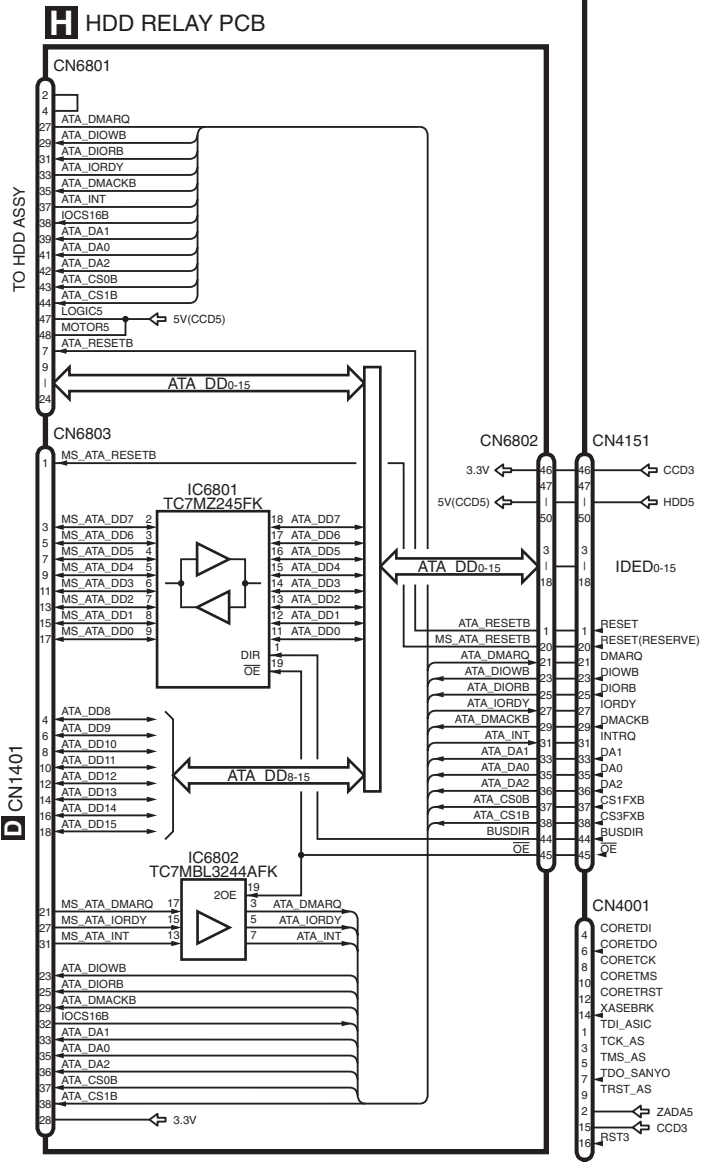 H HDD RELAY PCB
CN6801
TO HDD ASSY
2
4
27 ATA_DMARQ
29 ATA_DIOWB
31 ATA_DIORB
33 ATA_IORDY
35 ATA_DMACKB
37 ATA_INT
38 IOCS16B
39 ATA_DA1
41 ATA_DA0
42 ATA_DA2
43 ATA_CS0B
44 ATA_CS1B
47 LOGIC5
5V(CCD5)
48 MOTOR5
7 ATA_RESETB
9
I
24
ATA DD0-15
CN6803
1 MS_ATA_RESETB
IC6801
TC7MZ245FK
3 MS_ATA_DD7 2 18 ATA_DD7
5 MS_ATA_DD6 3 17 ATA_DD6
7 MS_ATA_DD5 4 16 ATA_DD5
9 MS_ATA_DD4 5 15 ATA_DD4
11 MS_ATA_DD3 6 14 ATA_DD3
13 MS_ATA_DD2 7 13 ATA_DD2
15 MS_ATA_DD1 8 12 ATA_DD1
17 MS_ATA_DD0 9 11 ATA_DD0
DIR 1
OE 19
D CN1401
4 ATA_DD8
6 ATA_DD9
8 ATA_DD10
10 ATA_DD11
12 ATA_DD12
14 ATA_DD13
16 ATA_DD14
18 ATA_DD15
ATA DD8-15
IC6802
TC7MBL3244AFK
2OE 19
21 MS_ATA_DMARQ 17 3 ATA_DMARQ
27 MS_ATA_IORDY 15 5 ATA_IORDY
31 MS_ATA_INT 13 7 ATA_INT
23 ATA_DIOWB
25 ATA_DIORB
29 ATA_DMACKB
32 IOCS16B
33 ATA_DA1
35 ATA_DA0
36 ATA_DA2
37 ATA_CS0B
38 ATA_CS1B
28 3.3V
CN6802 CN4151
3.3V 46 46 CCD3
5V(CCD5) 47 47 HDD5
I I
50 50
ATA DD0-15 3 3 IDED0-15
I I
18 18
ATA_RESETB 1 1 RESET
MS_ATA_RESETB 20 20 RESET(RESERVE)
ATA_DMARQ 21 21 DMARQ
ATA_DIOWB 23 23 DIOWB
ATA_DIORB 25 25 DIORB
ATA_IORDY 27 27 IORDY
ATA_DMACKB 29 29 DMACKB
ATA_INT 31 31 INTRQ
ATA_DA1 33 33 DA1
ATA_DA0 35 35 DA0
ATA_DA2 36 36 DA2
ATA_CS0B 37 37 CS1FXB
ATA_CS1B 38 38 CS3FXB
BUSDIR 44 44 BUSDIR
OE 45 45 OE
CN4001
4 CORETDI
6 CORETDO
8 CORETCK
10 CORETMS
12 CORETRST
14 XASEBRK
1 TDI_ASIC
3 TCK_AS
5 TMS_AS
7 TDO_SANYO
9 TRST_AS
2 ZADA5
15 CCD3
16 RST3